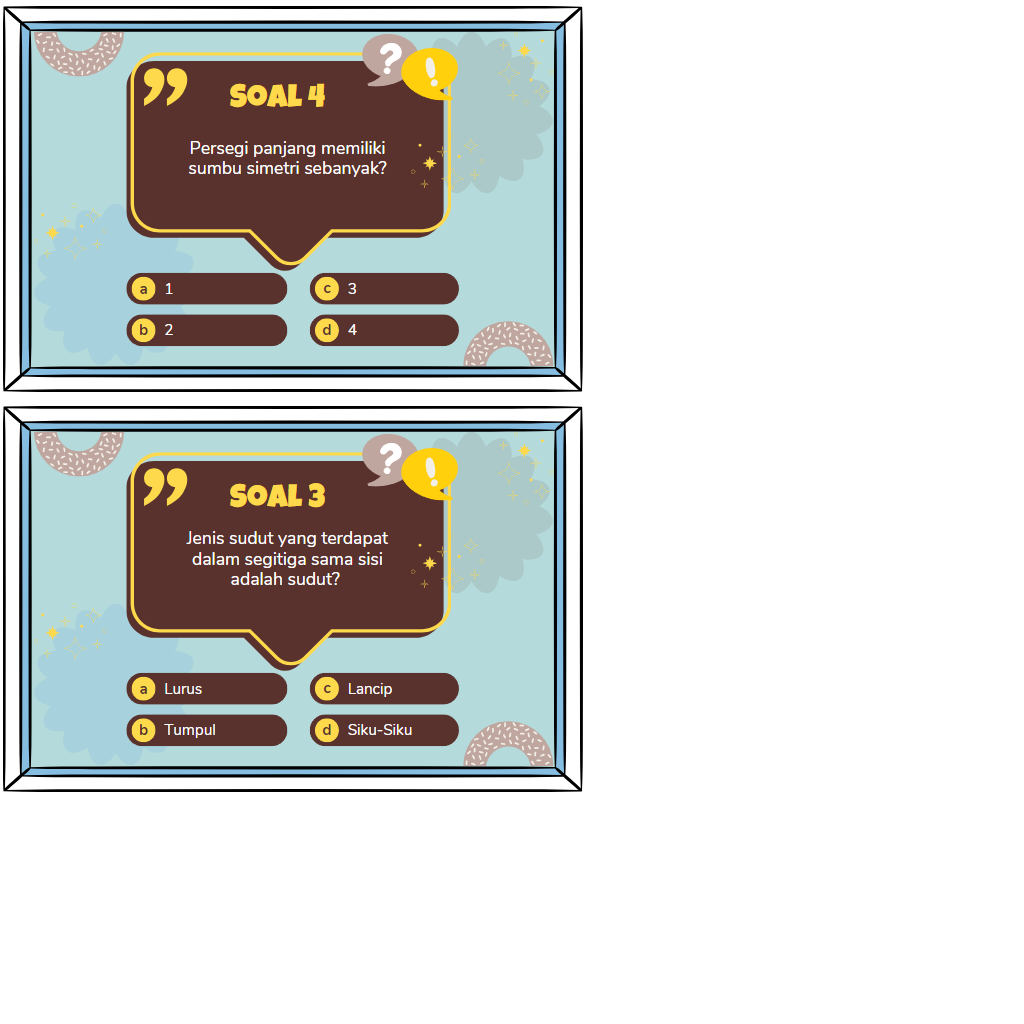 SOAL 4
Persegi panjang memiliki
sumbu simetri sebanyak?
a 1
c 3
b 2
d 4
SOAL 3
Jenis sudut yang terdapat
dalam segitiga sama sisi
adalah sudut?
a Lurus
c Lancip
b Tumpul
d Siku-Siku